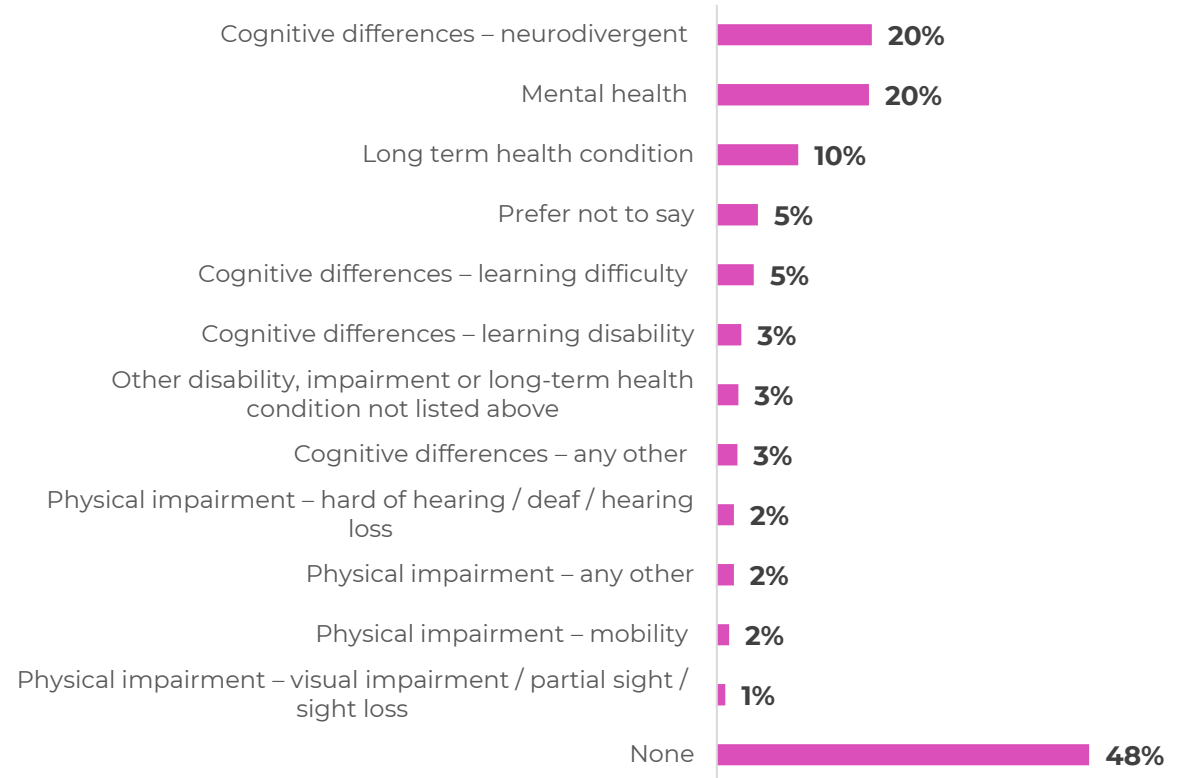 Cognitive differences – neurodivergent 20%
Mental health 20%
Long term health condition 10%
Prefer not to say 5%
Cognitive differences – learning difficulty 5%
Cognitive differences – learning disability 3%
Other disability, impairment or long-term health
condition not listed above 3%
Cognitive differences – any other 3%
Physical impairment – hard of hearing / deaf / hearing
loss 2%
Physical impairment – any other 2%
Physical impairment – mobility 2%
Physical impairment – visual impairment / partial sight /
sight loss 1%
None 48%